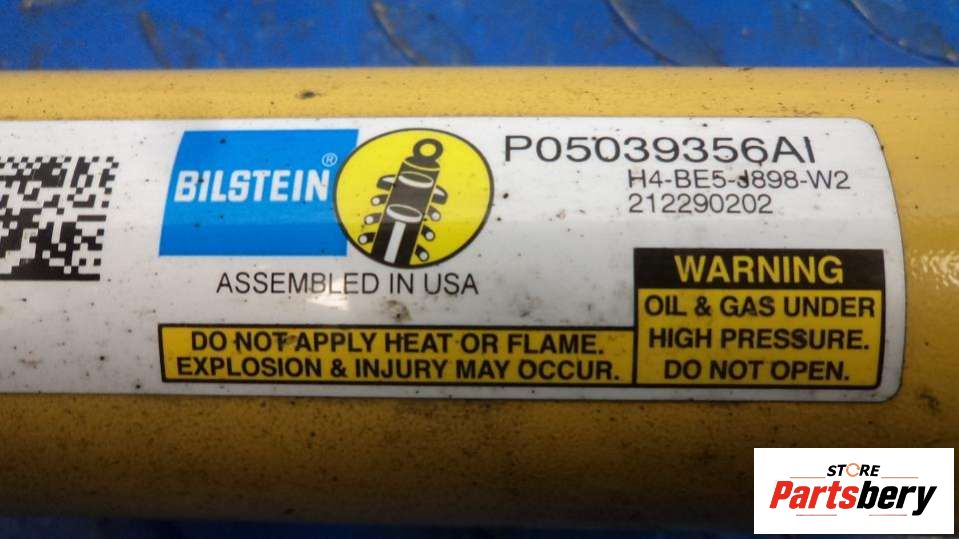 BILSTEIN®
P05039356AI
H4-BE5-J898-W2
212290202
ASSEMBLED IN USA
WARNING
OIL & GAS UNDER
HIGH PRESSURE.
DO NOT OPEN.
DO NOT APPLY HEAT OR FLAME.
EXPLOSION & INJURY MAY OCCUR.
STORE
Partsbery